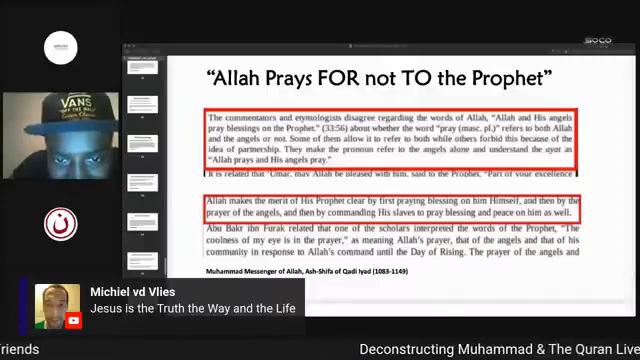 SOCO
"Allah Prays FOR not TO the Prophet"
The commentators and etymologists disagree regarding the words of Allah, "Allah and His angels
pray blessings on the Prophet." (33:56) about whether the word "pray (masc. pl.)" refers to both Allah
and the angels or not. Some of them allow it to refer to both while others forbid this because of the
idea of partnership. They make the pronoun refer to the angels alone and understand the ayat as
"Allah prays and His angels pray."
It is related that 'Umar, may Allah be pleased with him, said to the Prophet, "Part of your excellence
Allah makes the merit of His Prophet clear by first praying blessing on him Himself, and then by the
prayer of the angels, and then by commanding His slaves to pray blessing and peace on him as well.
Abu Bakr ibn Furak related that one of the scholars interpreted the words of the Prophet, "The
coolness of my eye is in the prayer," as meaning Allah's prayer, that of the angels and that of his
community in response to Allah's command until the Day of Rising. The prayer of the angels and
Muhammad Messenger of Allah, Ash-Shifa of Qadi Iyad (1083-1149)
VANS
"OFF THE WALL"
ن
Michiel vd Vlies
Jesus is the Truth the Way and the Life
Friends
Deconstructing Muhammad & The Quran Live